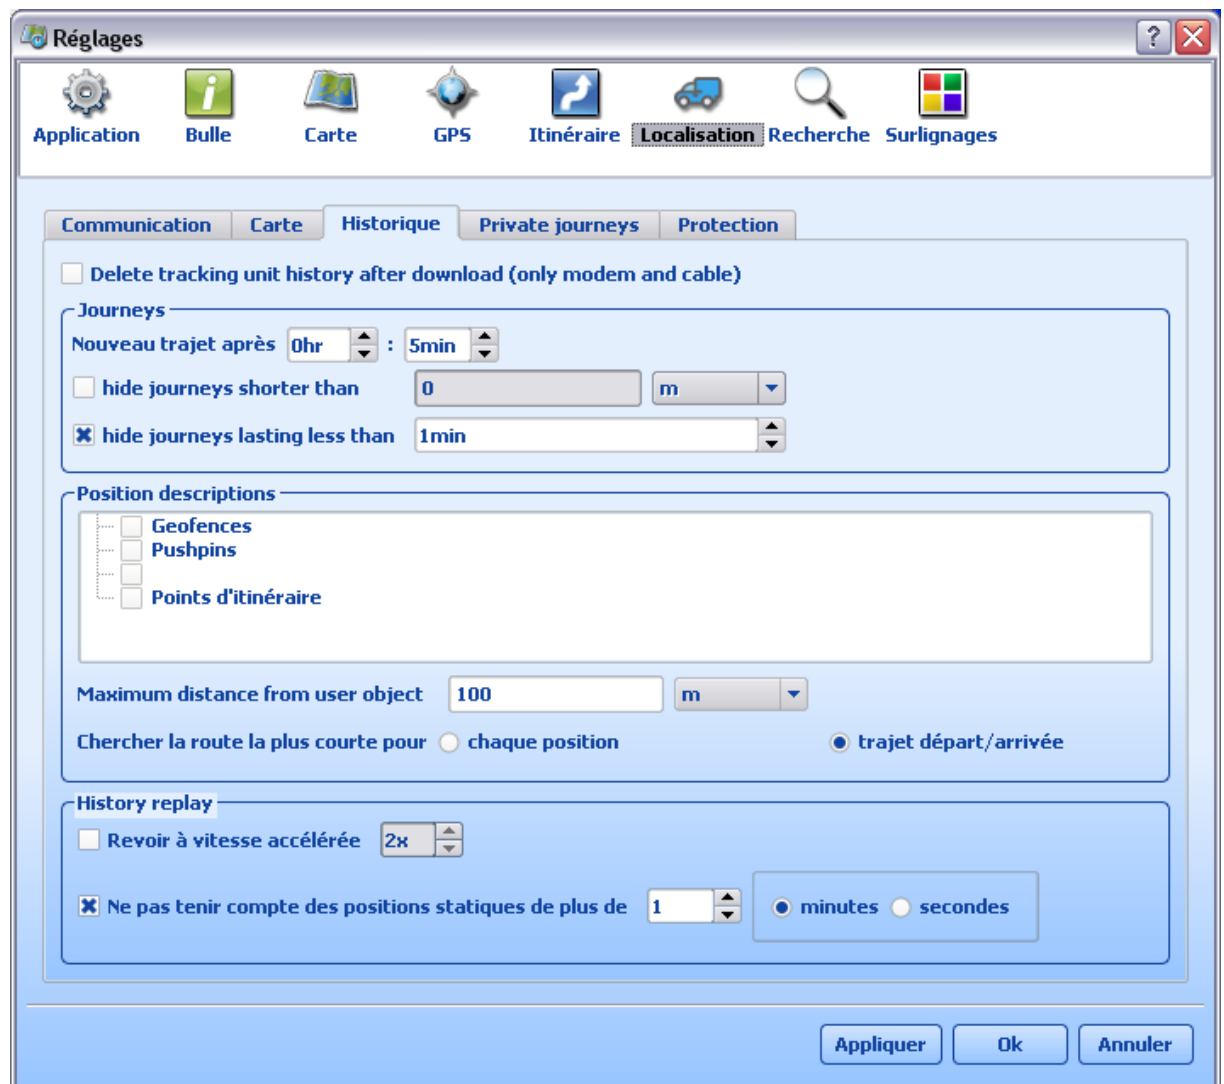 Réglages
Application Bulle Carte GPS Itinéraire Localisation Recherche Surlignages
Communication Carte Historique Private journeys Protection
Delete tracking unit history after download (only modem and cable)
Journeys
Nouveau trajet après 0hr : 5min
hide journeys shorter than 0 m
hide journeys lasting less than 1min
Position descriptions
Geofences
Pushpins
Points d'itinéraire
Maximum distance from user object 100 m
Chercher la route la plus courte pour chaque position trajet départ/arrivée
History replay
Revoir à vitesse accélérée 2x
Ne pas tenir compte des positions statiques de plus de 1 minutes secondes
Appliquer Ok Annuler